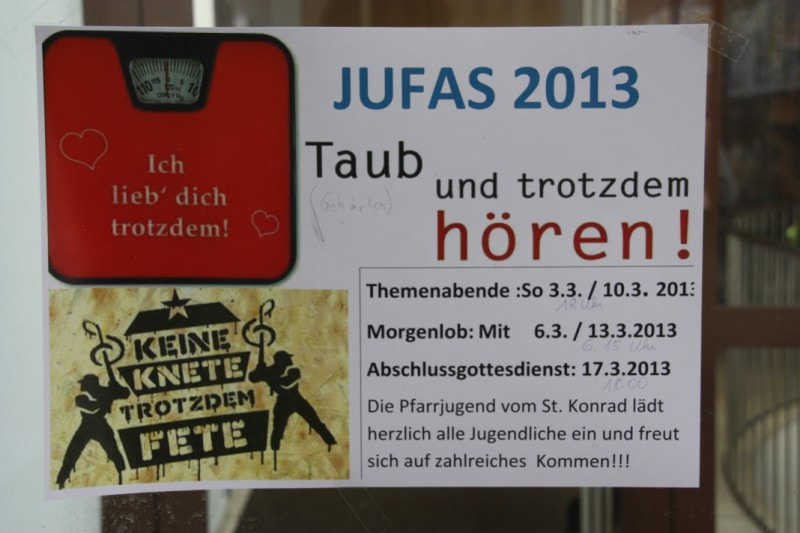 JUFAS 2013
Ich
lieb' dich
trotzdem!
Taub
(Gehörlos)
und trotzdem
hören!
KEINE
KNETE
TROTZDEM
FETE
Themenabende :So 3.3. / 10.3. 2013
18 Uhr
Morgenlob: Mit 6.3. / 13.3.2013
6.15 Uhr
Abschlussgottesdienst: 17.3.2013
18.00
Die Pfarrjugend vom St. Konrad lädt
herzlich alle Jugendliche ein und freut
sich auf zahlreiches Kommen!!!